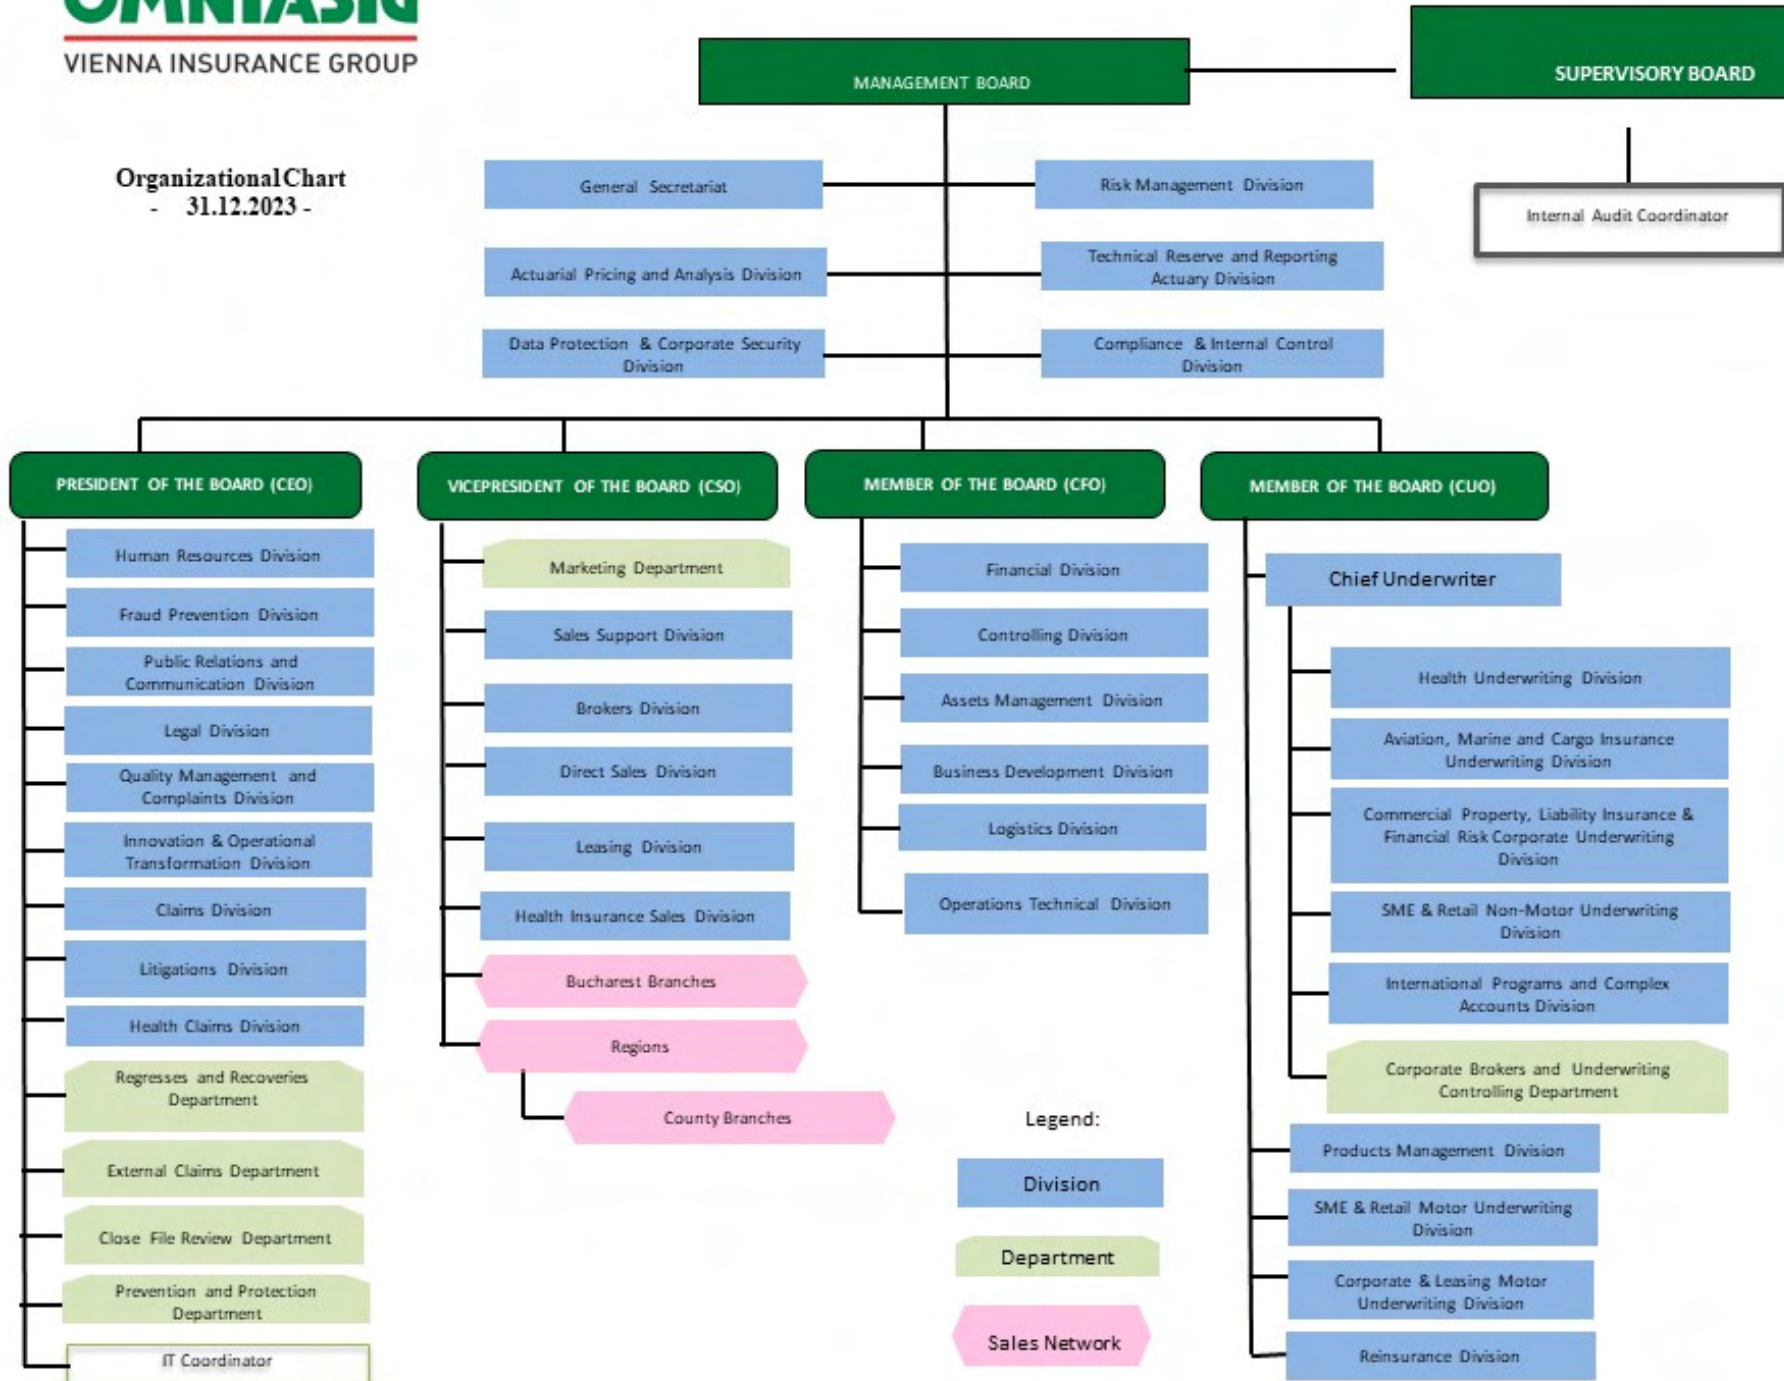 OMNIASIG
VIENNA INSURANCE GROUP
Organizational Chart
- 31.12.2023 -
MANAGEMENT BOARD
SUPERVISORY BOARD
General Secretariat
Risk Management Division
Internal Audit Coordinator
Actuarial Pricing and Analysis Division
Technical Reserve and Reporting
Actuary Division
Data Protection & Corporate Security
Division
Compliance & Internal Control
Division
PRESIDENT OF THE BOARD (CEO)
Human Resources Division
Fraud Prevention Division
Public Relations and
Communication Division
Legal Division
Quality Management and
Complaints Division
Innovation & Operational
Transformation Division
Claims Division
Litigations Division
Health Claims Division
Regresses and Recoveries
Department
External Claims Department
Close File Review Department
Prevention and Protection
Department
IT Coordinator
VICEPRESIDENT OF THE BOARD (CSO)
Marketing Department
Sales Support Division
Brokers Division
Direct Sales Division
Leasing Division
Health Insurance Sales Division
Bucharest Branches
Regions
County Branches
MEMBER OF THE BOARD (CFO)
Financial Division
Controlling Division
Assets Management Division
Business Development Division
Logistics Division
Operations Technical Division
MEMBER OF THE BOARD (CUO)
Chief Underwriter
Health Underwriting Division
Aviation, Marine and Cargo Insurance
Underwriting Division
Commercial Property, Liability Insurance &
Financial Risk Corporate Underwriting
Division
SME & Retail Non-Motor Underwriting
Division
International Programs and Complex
Accounts Division
Corporate Brokers and Underwriting
Controlling Department
Products Management Division
SME & Retail Motor Underwriting
Division
Corporate & Leasing Motor
Underwriting Division
Reinsurance Division
Legend:
Division
Department
Sales Network